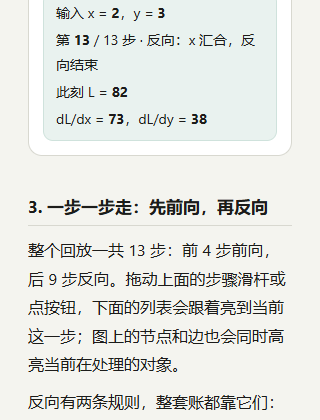 输入 x = 2，y = 3
第 13 / 13 步 · 反向：x 汇合，反
向结束
此刻 L = 82
dL/dx = 73，dL/dy = 38
3. 一步一步走：先前向，再反向
整个回放一共 13 步：前 4 步前向，
后 9 步反向。拖动上面的步骤滑杆或
点按钮，下面的列表会跟着亮到当前
这一步；图上的节点和边也会同时高
亮当前在处理的对象。
反向有两条规则，整套账都靠它们：